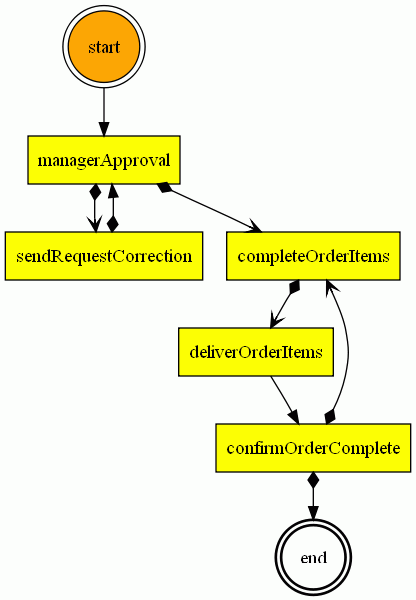 start
managerApproval
sendRequestCorrection
completeOrderItems
deliverOrderItems
confirmOrderComplete
end